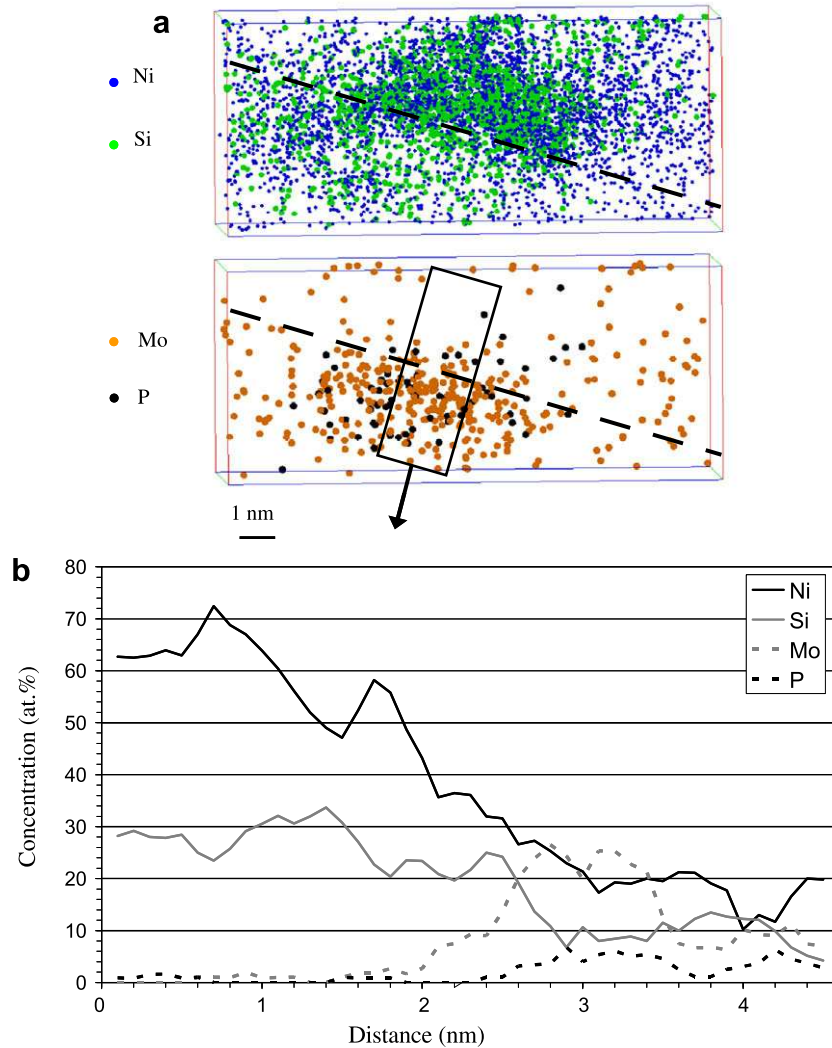 a
Ni
Si
Mo
P
1 nm
b
80
70
60
50
40
30
20
10
0
Concentration (at.%)
Ni
Si
Mo
P
0 1 2 3 4
Distance (nm)